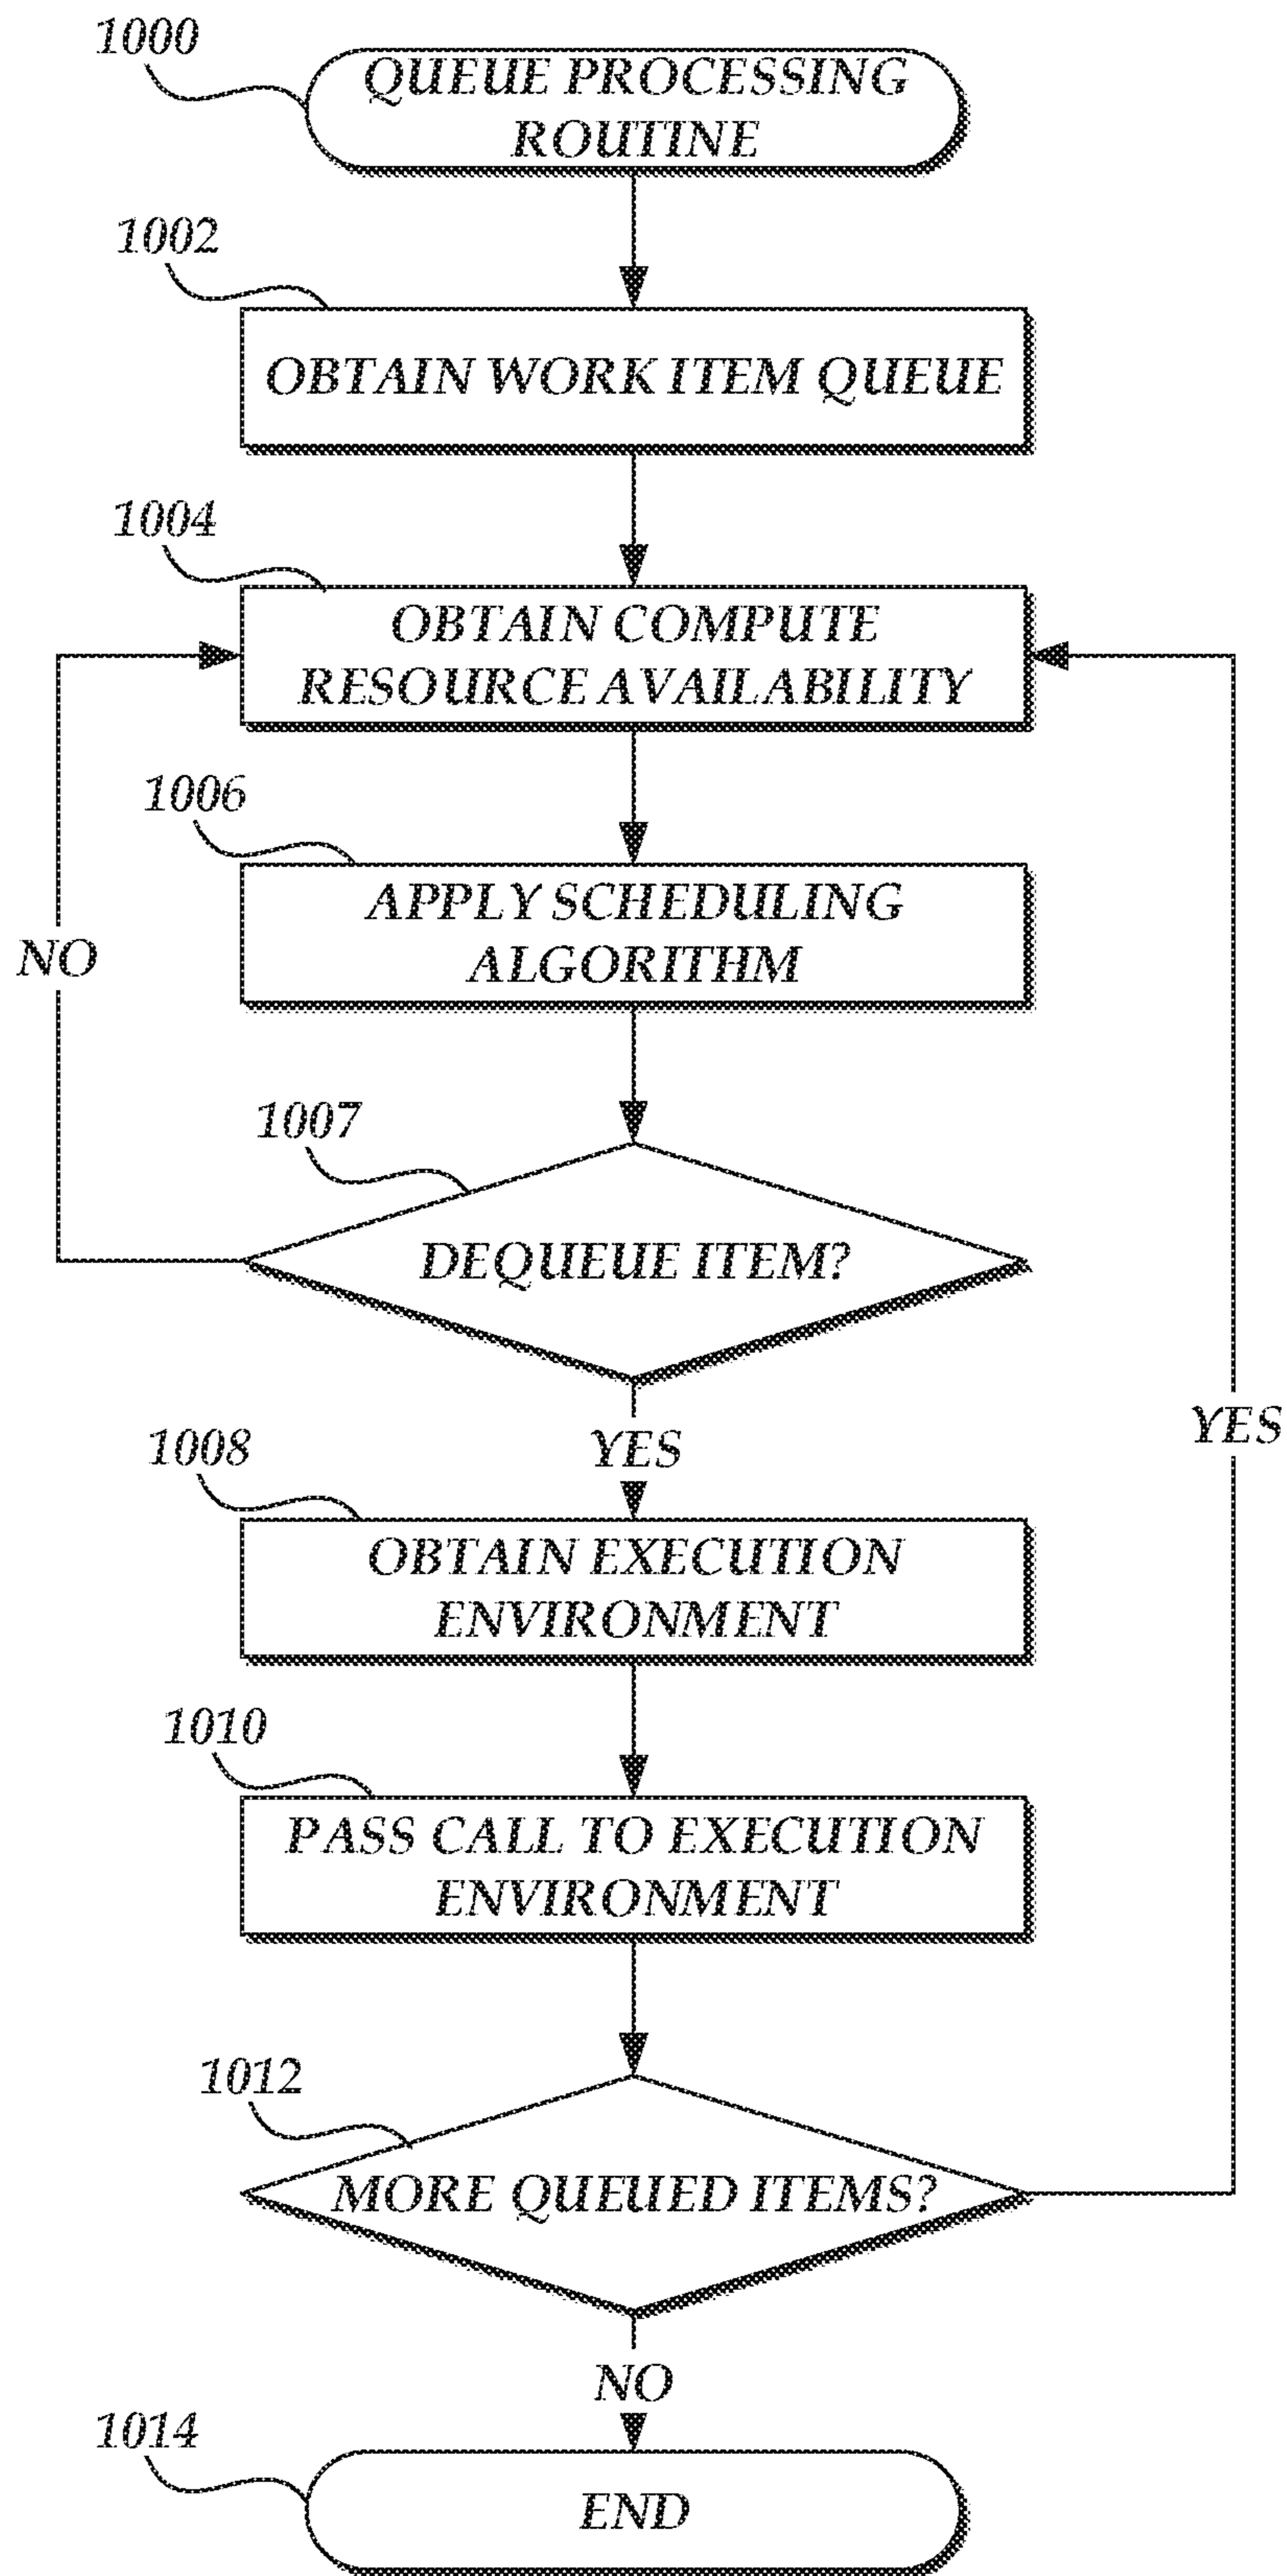 1000
QUEUE PROCESSING
ROUTINE
1002
OBTAIN WORK ITEM QUEUE
1004
OBTAIN COMPUTE
RESOURCE AVAILABILITY
1006
APPLY SCHEDULING
ALGORITHM
NO
1007
DEQUEUE ITEM?
YES
YES
1008
OBTAIN EXECUTION
ENVIRONMENT
1010
PASS CALL TO EXECUTION
ENVIRONMENT
1012
MORE QUEUED ITEMS?
NO
1014
END